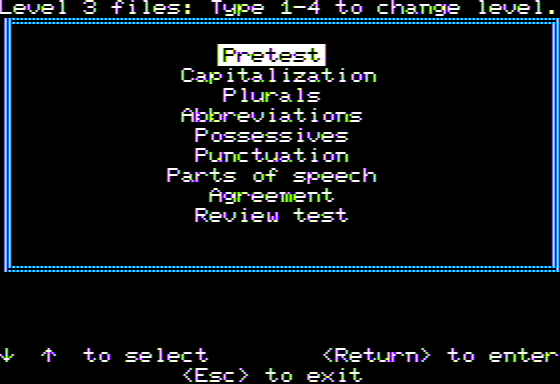 Level 3 files: Type 1-4 to change level.
Pretest
Capitalization
Plurals
Abbreviations
Possessives
Punctuation
Parts of speech
Agreement
Review test
↓ ↑ to select <Return> to enter
<Esc> to exit